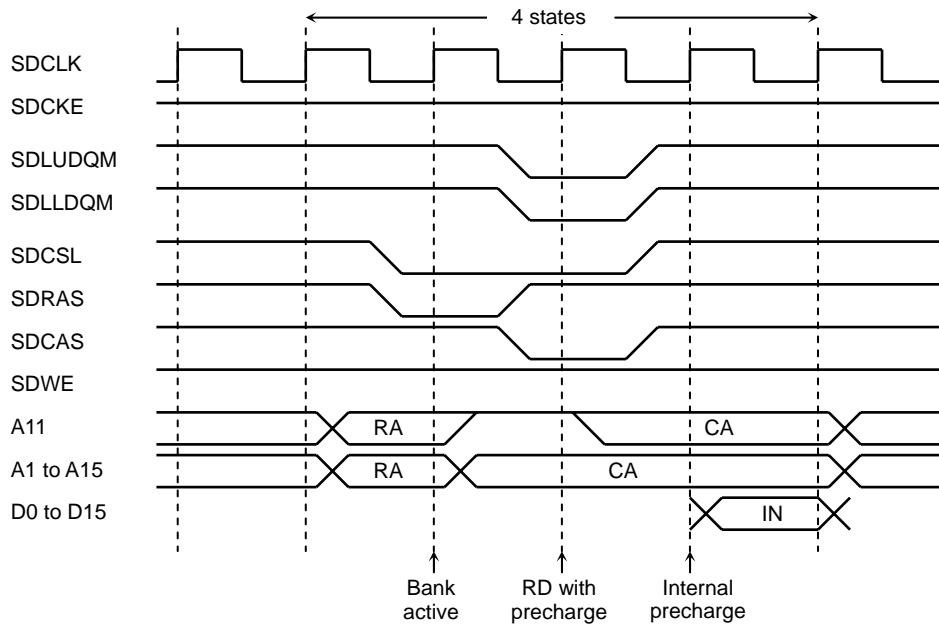 4 states
SDCLK
SDCKE
SDLUDQM
SDLLDQM
SDCSL
SDRAS
SDCAS
SDWE
A11
RA
CA
A1 to A15
RA
CA
D0 to D15
IN
Bank
active
RD with
precharge
Internal
precharge